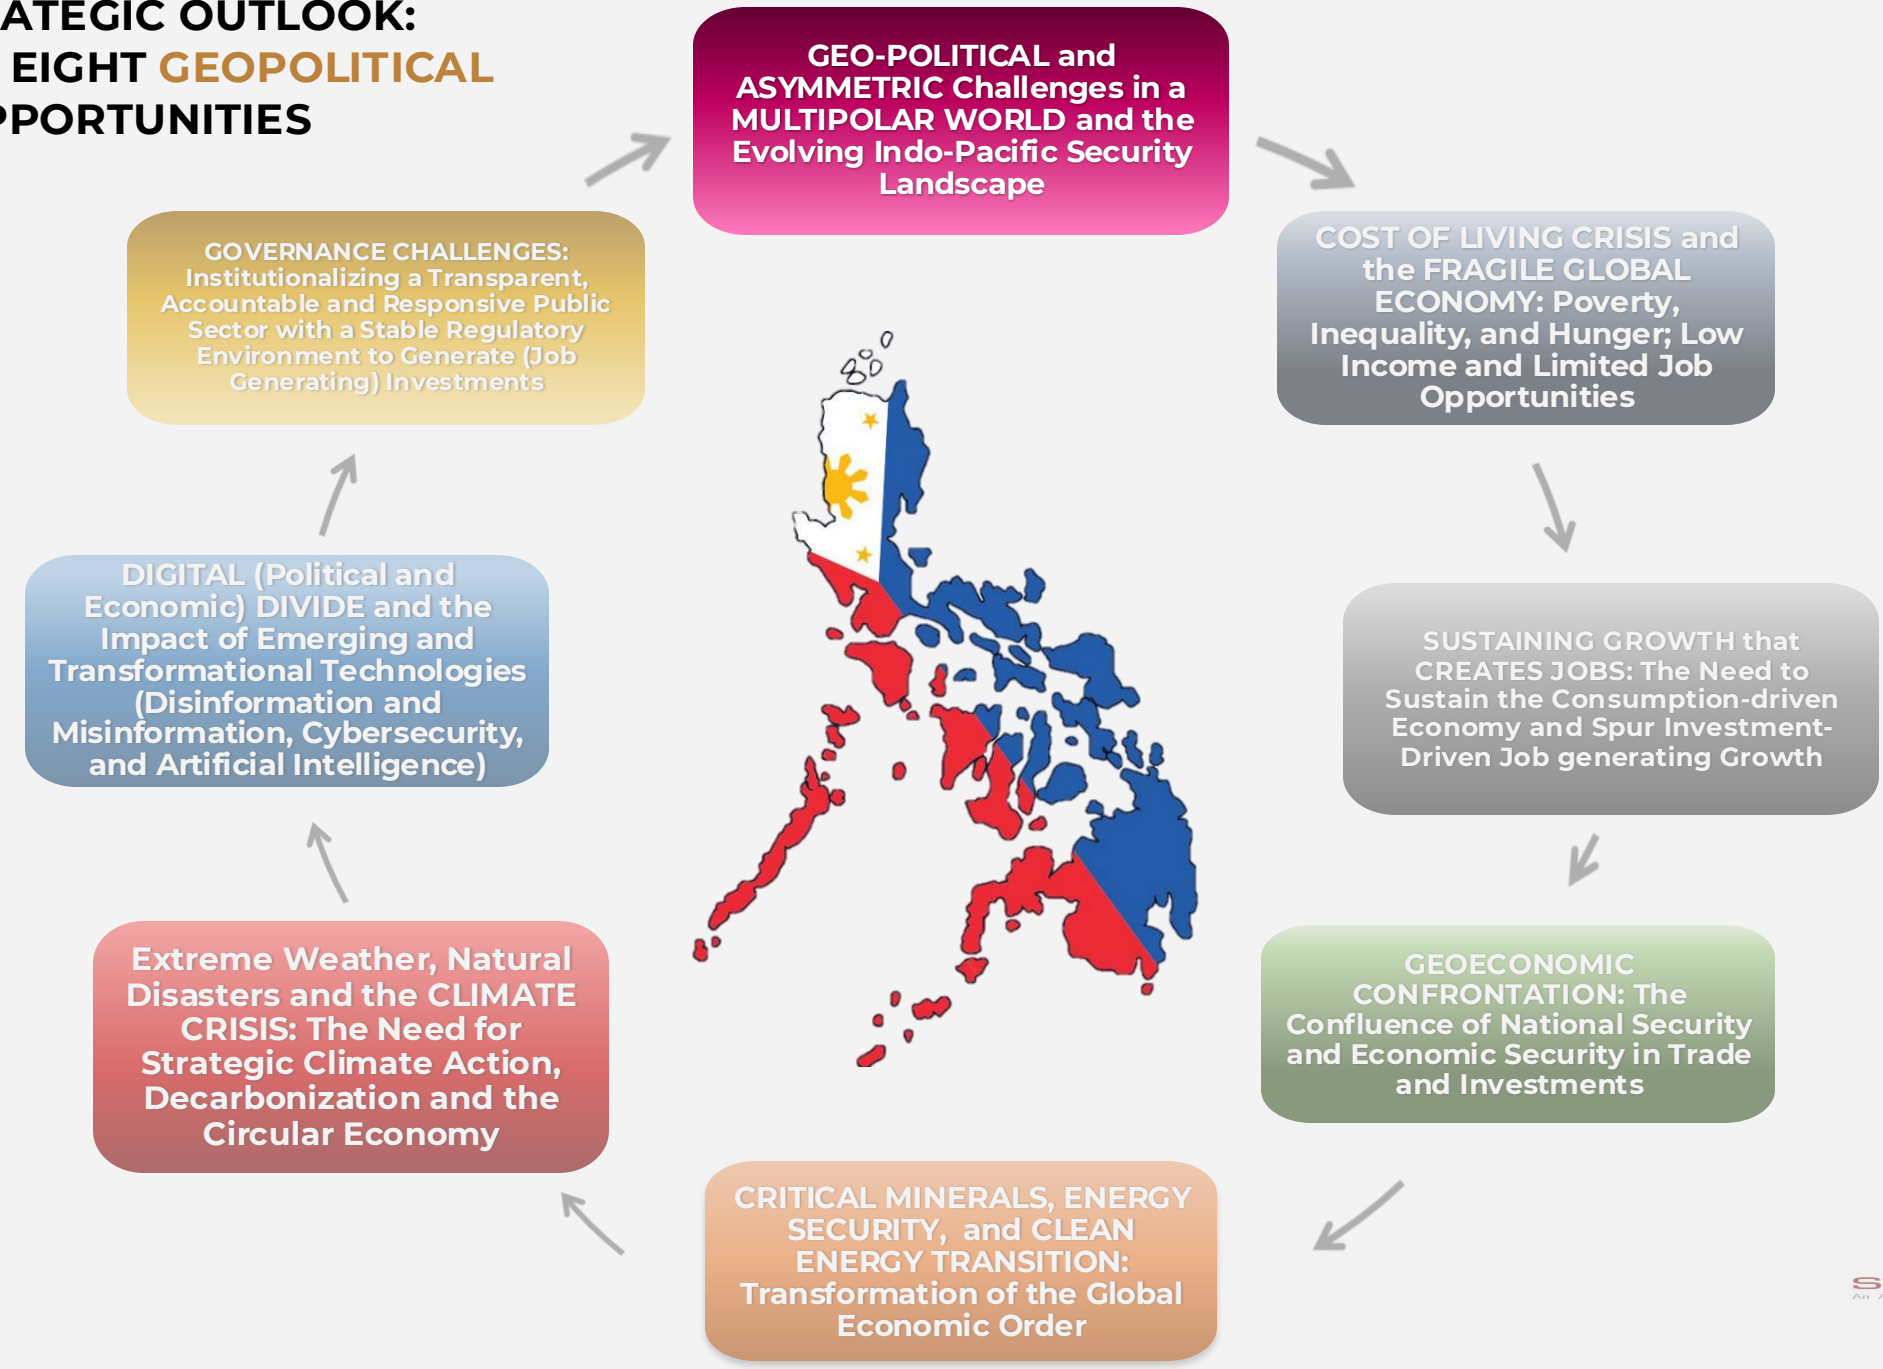 ATEGIC OUTLOOK:
EIGHT GEOPOLITICAL
PPORTUNITIES
GEO-POLITICAL and
ASYMMETRIC Challenges in a
MULTIPOLAR WORLD and the
Evolving Indo-Pacific Security
Landscape
COST OF LIVING CRISIS and
the FRAGILE GLOBAL
ECONOMY: Poverty,
Inequality, and Hunger; Low
Income and Limited Job
Opportunities
SUSTAINING GROWTH that
CREATES JOBS: The Need to
Sustain the Consumption-driven
Economy and Spur Investment-
Driven Job generating Growth
GEOECONOMIC
CONFRONTATION: The
Confluence of National Security
and Economic Security in Trade
and Investments
CRITICAL MINERALS, ENERGY
SECURITY, and CLEAN
ENERGY TRANSITION:
Transformation of the Global
Economic Order
Extreme Weather, Natural
Disasters and the CLIMATE
CRISIS: The Need for
Strategic Climate Action,
Decarbonization and the
Circular Economy
DIGITAL (Political and
Economic) DIVIDE and the
Impact of Emerging and
Transformational Technologies
(Disinformation and
Misinformation, Cybersecurity,
and Artificial Intelligence)
GOVERNANCE CHALLENGES:
Institutionalizing a Transparent,
Accountable and Responsive Public
Sector with a Stable Regulatory
Environment to Generate (Job
Generating) Investments
S